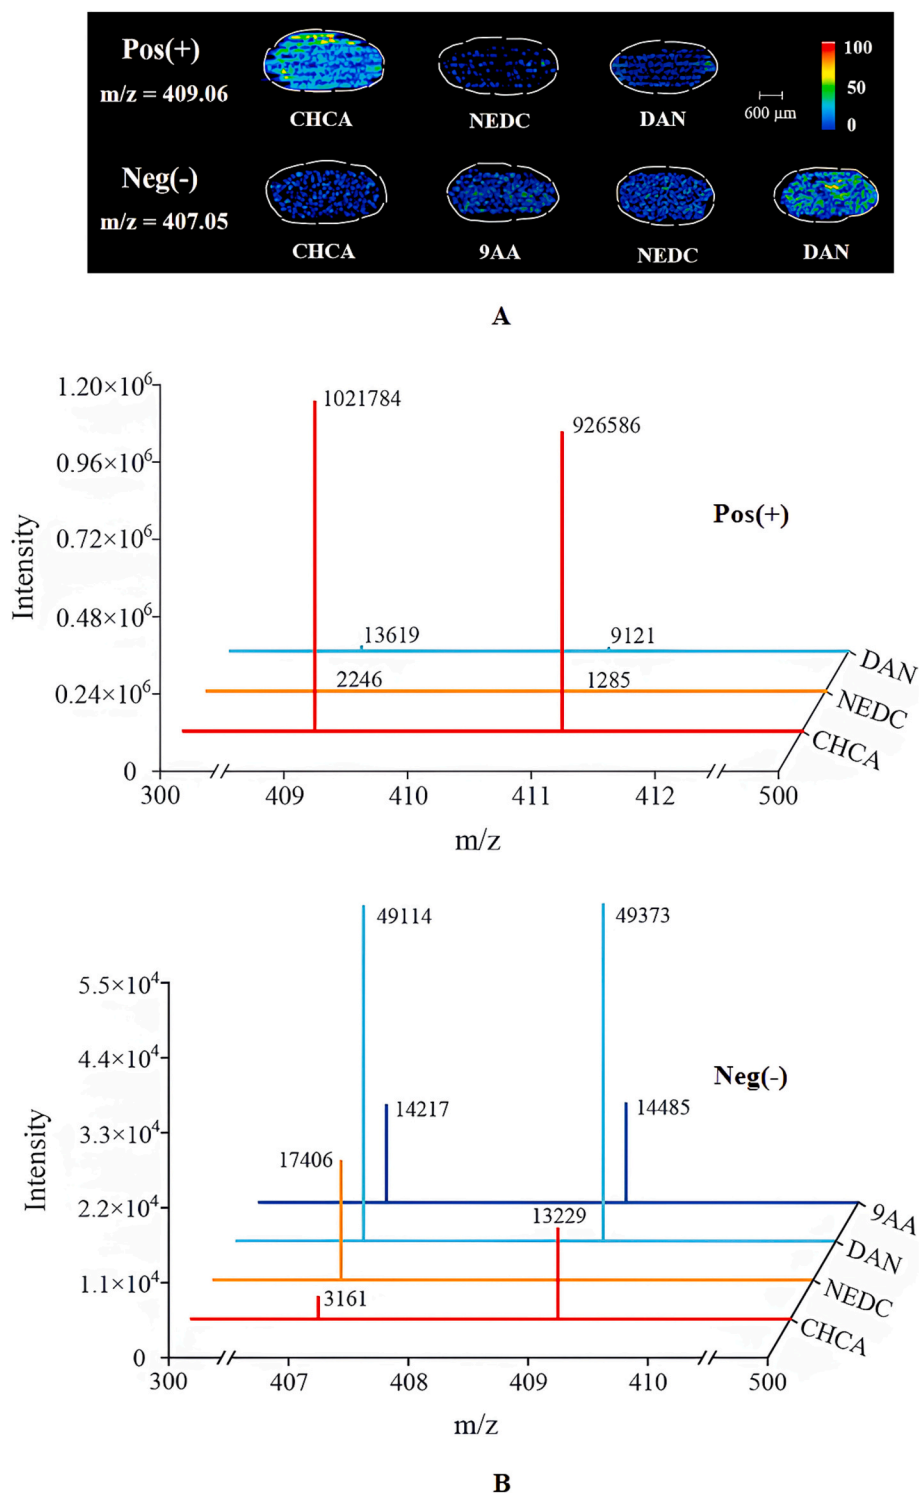 Pos(+)
m/z = 409.06
CHCA
NEDC
DAN
600 µm
100
50
0
Neg(-)
m/z = 407.05
CHCA
9AA
NEDC
DAN
A
1.20×10⁶
0.96×10⁶
0.72×10⁶
0.48×10⁶
0.24×10⁶
0
Intensity
1021784
926586
Pos(+)
13619
9121
2246
1285
DAN
NEDC
CHCA
300
409
410
411
412
500
m/z
5.5×10⁴
4.4×10⁴
3.3×10⁴
2.2×10⁴
1.1×10⁴
0
Intensity
49114
49373
Neg(-)
14217
14485
17406
13229
3161
9AA
DAN
NEDC
CHCA
300
407
408
409
410
500
m/z
B